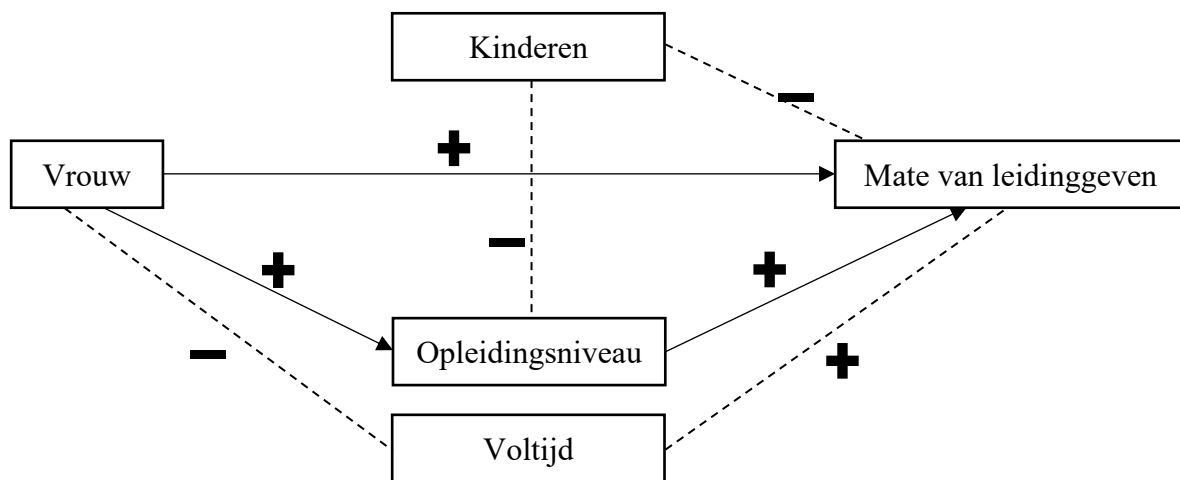 Kinderen
−
+
Vrouw
Mate van leidinggeven
−
+
+
Opleidingsniveau
−
+
Voltijd